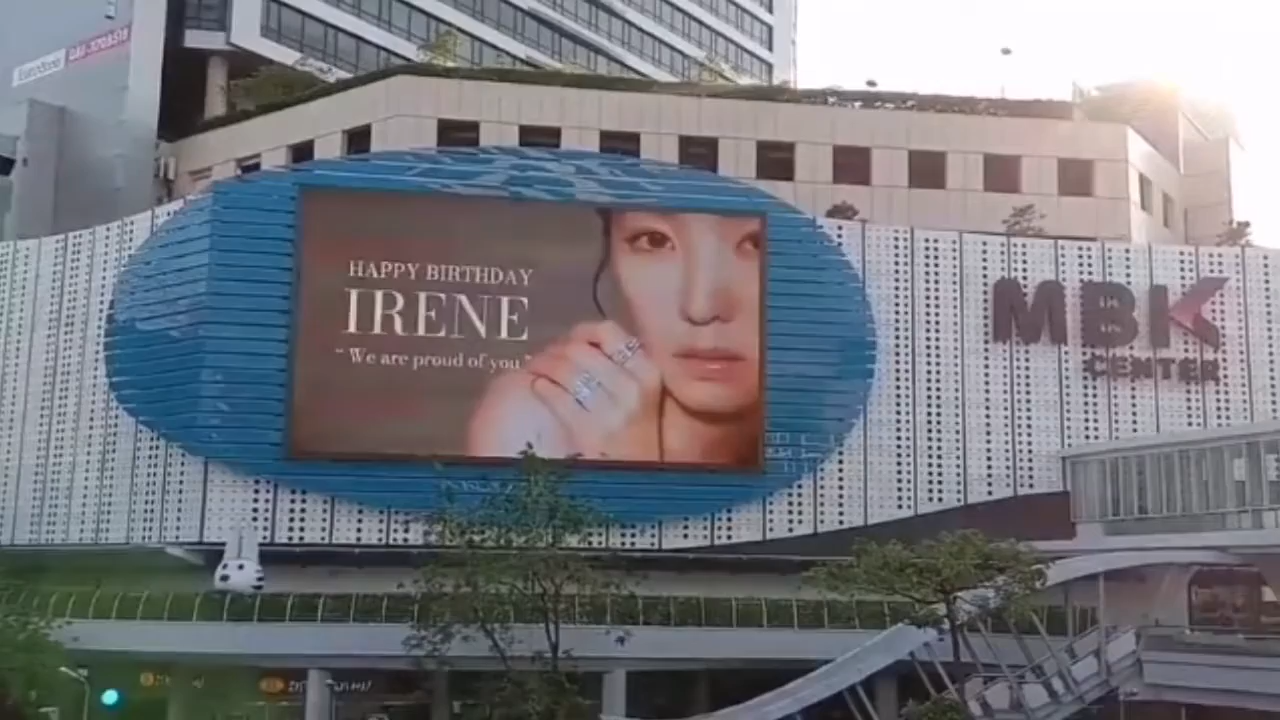 HAPPY BIRTHDAY
IRENE
“ We are proud of you ”
MBK
CENTER